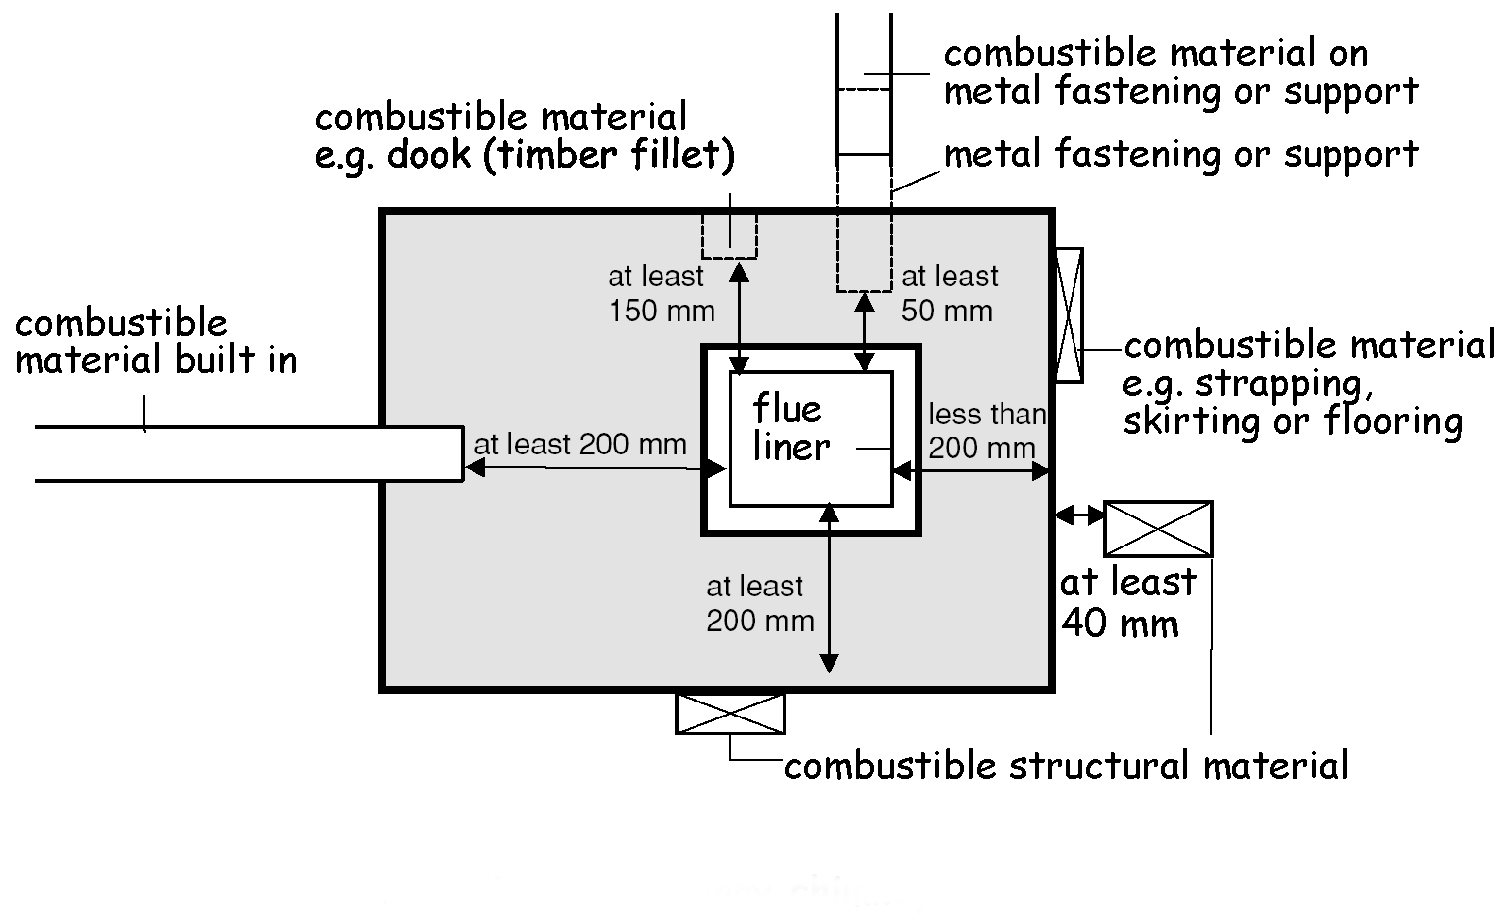 combustible material on
metal fastening or support
combustible material
e.g. dook (timber fillet)
metal fastening or support
at least
150 mm
at least
50 mm
combustible
material built in
combustible material
e.g. strapping,
skirting or flooring
flue
liner
less than
200 mm
at least 200 mm
at least
200 mm
at least
40 mm
combustible structural material